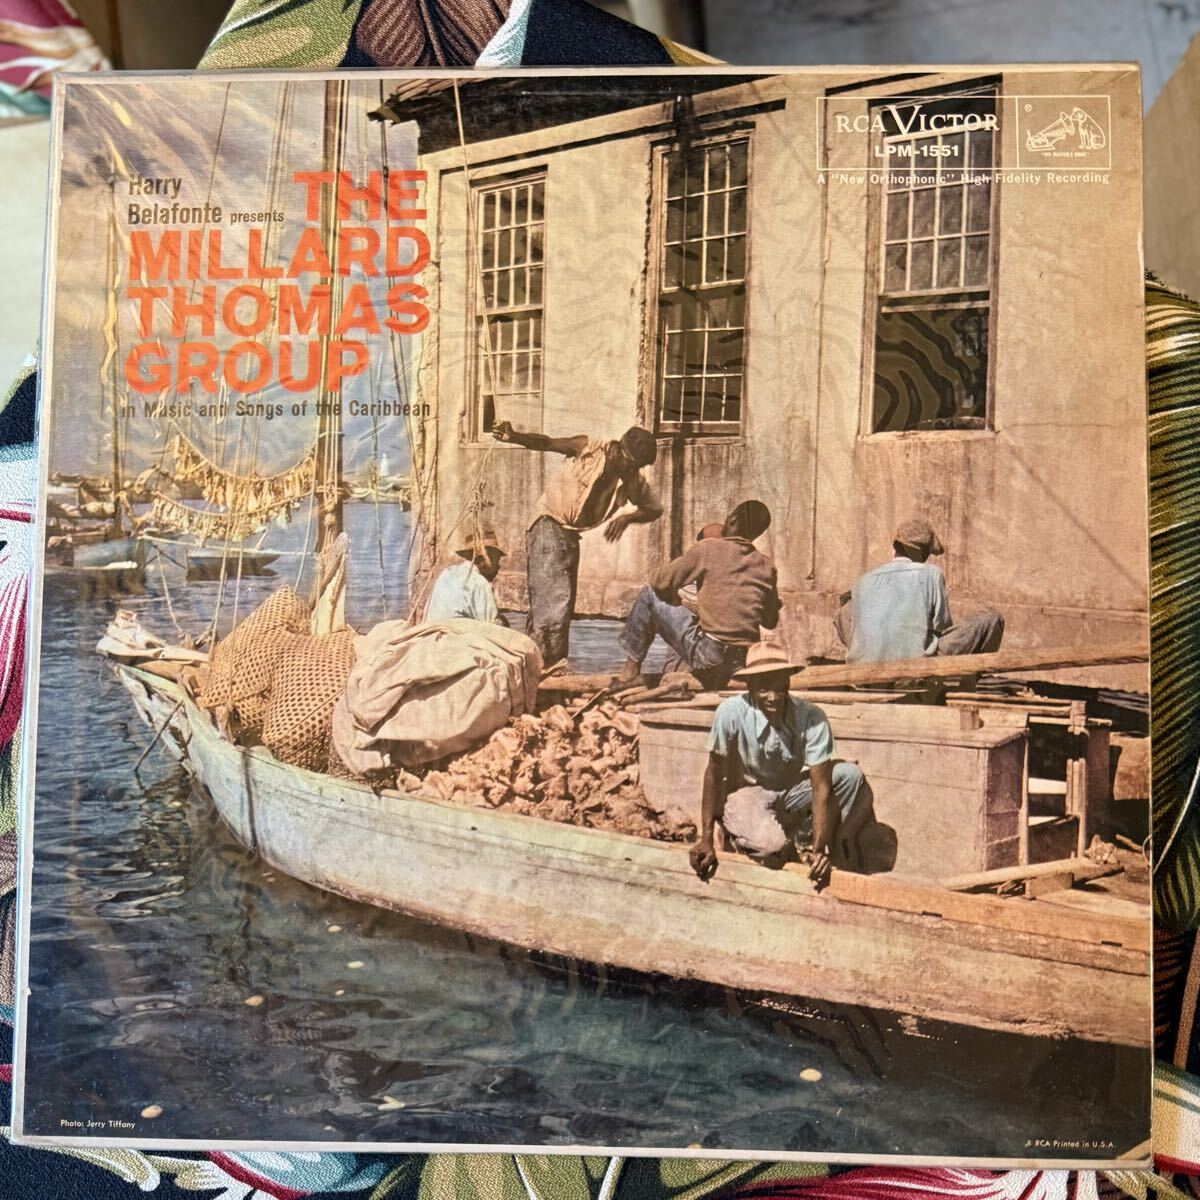 Harry
Belafonte presents THE
MILLARD
THOMAS
GROUP
in Music and Songs of the Caribbean
RCA VICTOR
LPM-1551
®
"HIS MASTER'S VOICE"
A "New Orthophonic" High Fidelity Recording
Photo: Jerry Tiffany
© RCA Printed in U.S.A.